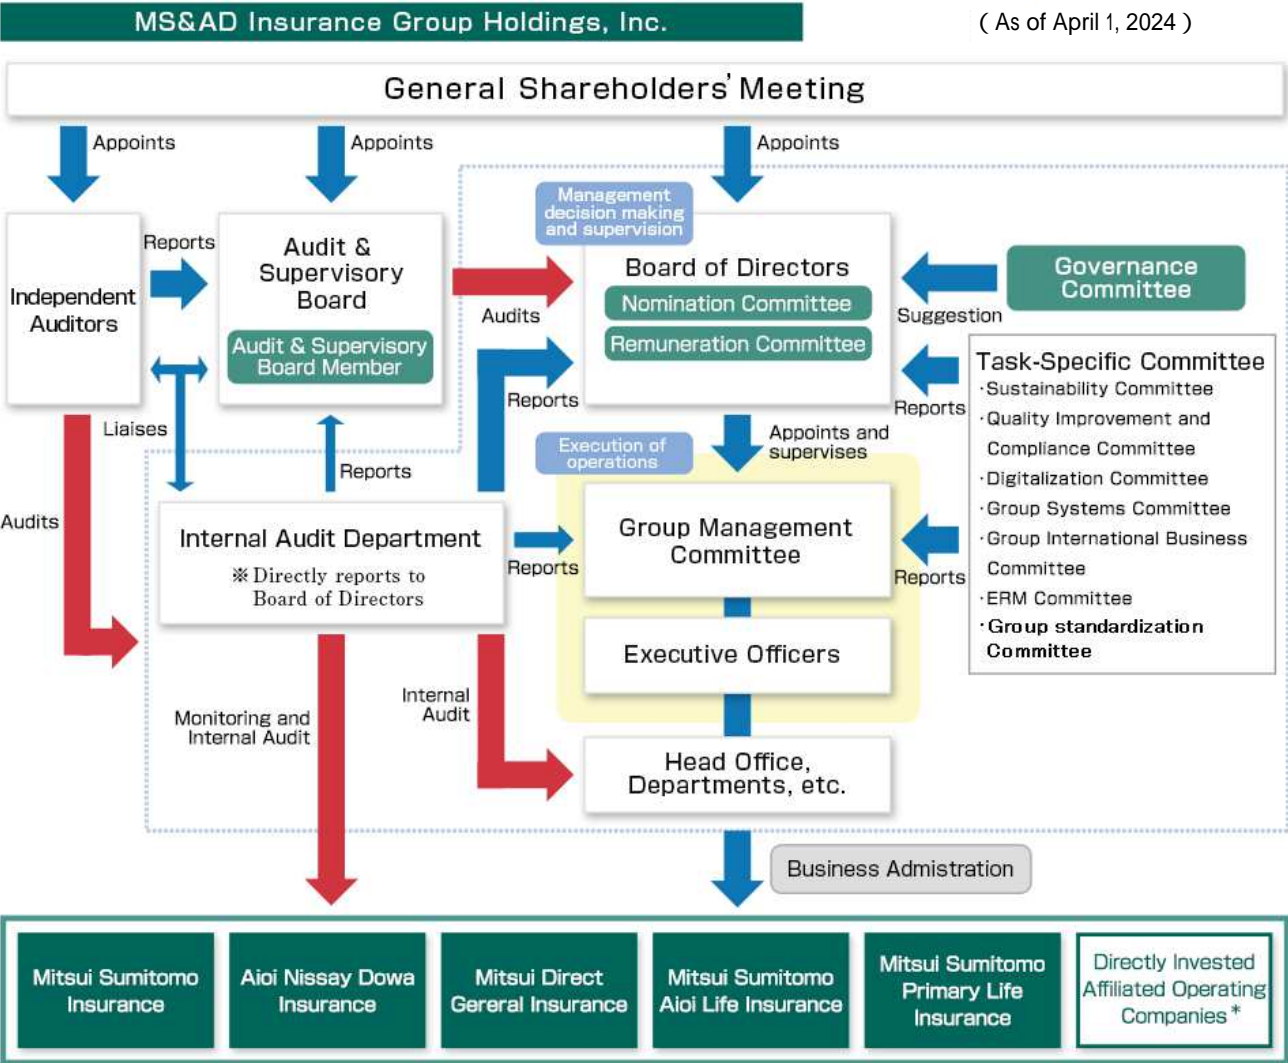 MS&AD Insurance Group Holdings, Inc.
( As of April 1, 2024 )
General Shareholders' Meeting
Appoints
Appoints
Appoints
Management
decision making
and supervision
Independent
Auditors
Reports
Audit &
Supervisory
Board
Audit & Supervisory
Board Member
Audits
Board of Directors
Nomination Committee
Remuneration Committee
Governance
Committee
Suggestion
Reports
Task-Specific Committee
・Sustainability Committee
・Quality Improvement and
Compliance Committee
・Digitalization Committee
・Group Systems Committee
・Group International Business
Committee
・ERM Committee
・Group standardization
Committee
Liaises
Reports
Reports
Appoints and
supervises
Execution of
operations
Audits
Internal Audit Department
※Directly reports to
Board of Directors
Reports
Group Management
Committee
Reports
Executive Officers
Monitoring and
Internal Audit
Internal
Audit
Head Office,
Departments, etc.
Business Admistration
Mitsui Sumitomo
Insurance
Aioi Nissay Dowa
Insurance
Mitsui Direct
Gereral Insurance
Mitsui Sumitomo
Aioi Life Insurance
Mitsui Sumitomo
Primary Life
Insurance
Directly Invested
Affiliated Operating
Companies*